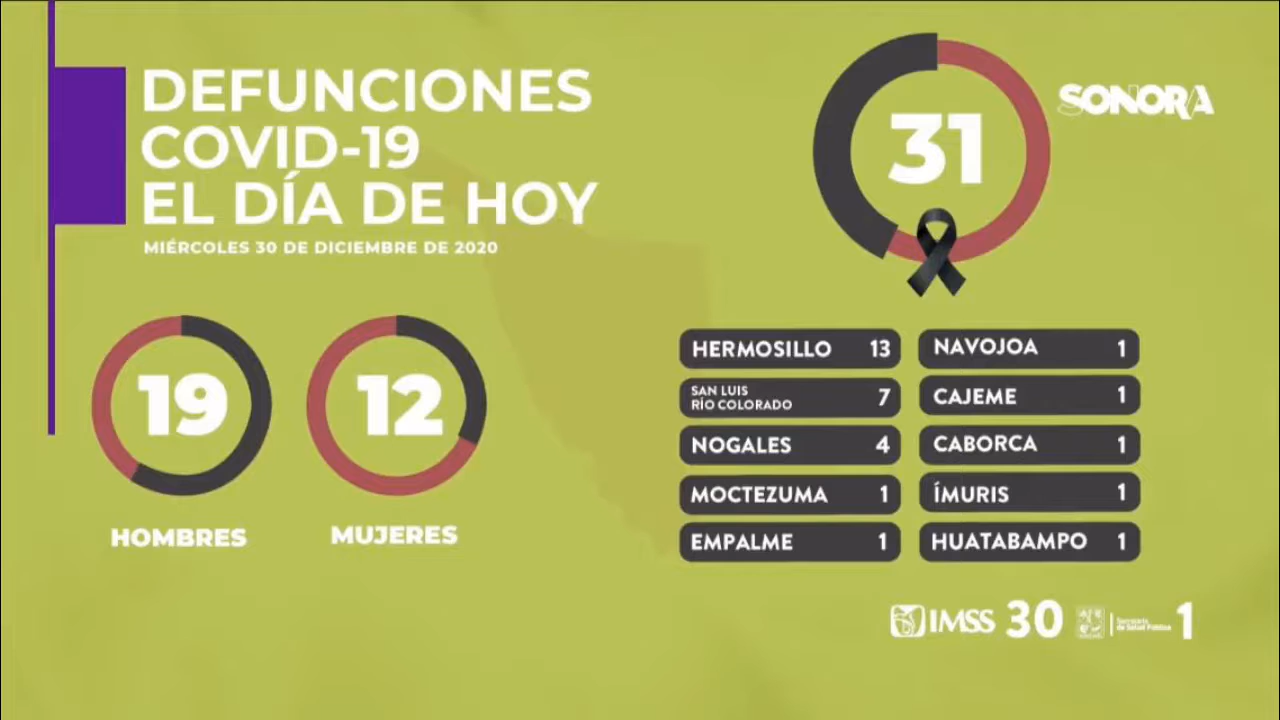 DEFUNCIONES
COVID-19
EL DÍA DE HOY
MIÉRCOLES 30 DE DICIEMBRE DE 2020
31
SONORA
19
HOMBRES
12
MUJERES
HERMOSILLO 13
SAN LUIS
RÍO COLORADO 7
NOGALES 4
MOCTEZUMA 1
EMPALME 1
NAVOJOA 1
CAJEME 1
CABORCA 1
ÍMURIS 1
HUATABAMPO 1
IMSS 30
Secretaría
de Salud Pública 1